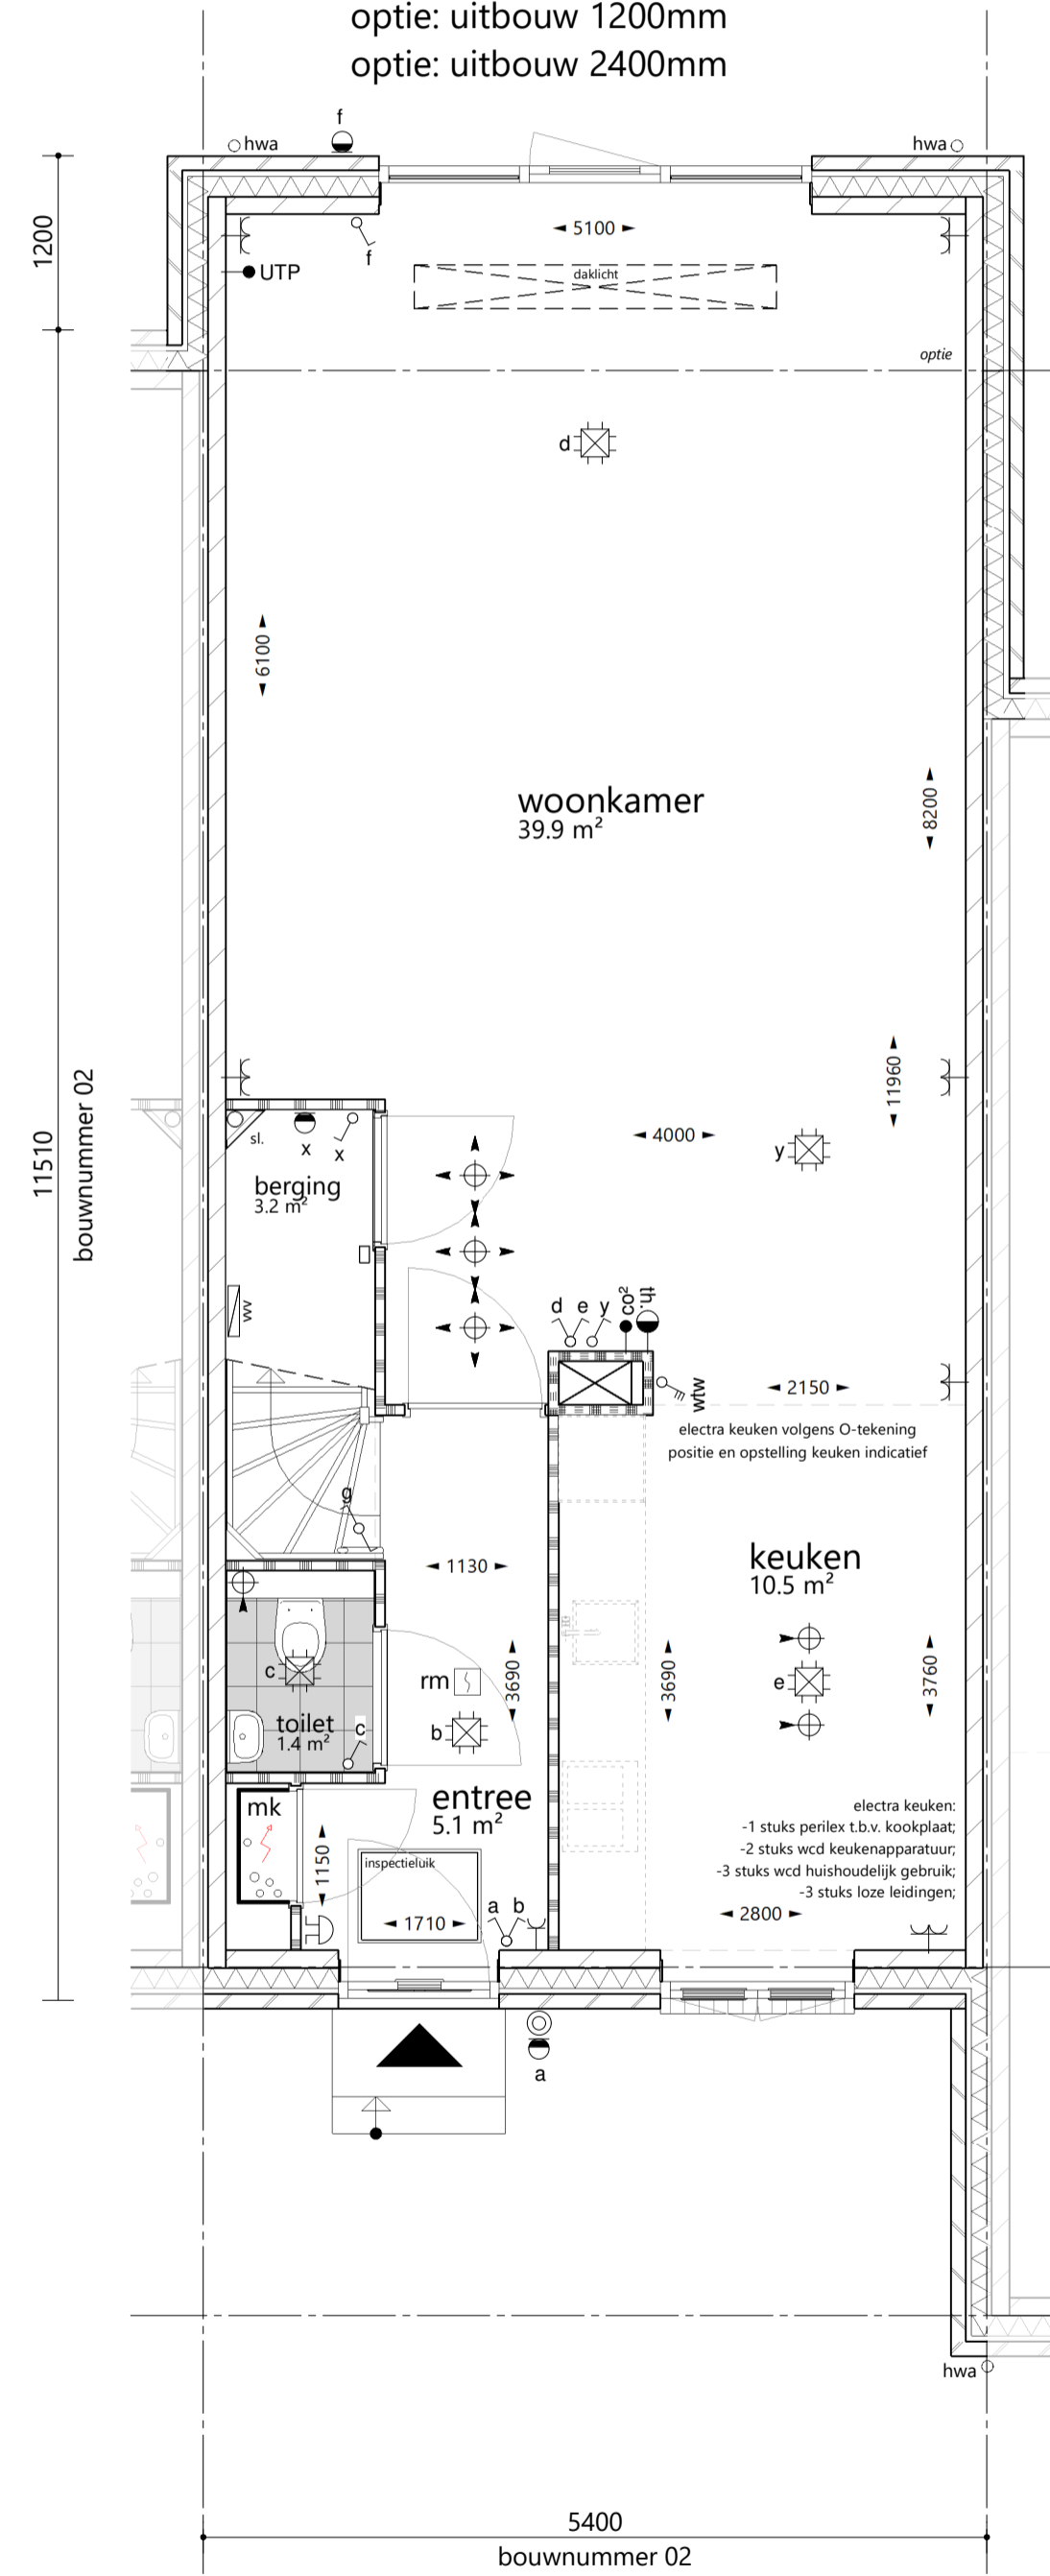 optie: uitbouw 1200mm
optie: uitbouw 2400mm
f
hwa
hwa
1200
5100
f
UTP
daklicht
optie
d
6100
woonkamer
39.9 m²
8200
11960
4000
y
11510
bouwnummer 02
sl.
x
x
berging
3.2 m²
wv
d e y
co²
th.
wtw
2150
electra keuken volgens O-tekening
positie en opstelling keuken indicatief
g
1130
keuken
10.5 m²
c
rm
3690
3690
e
3760
toilet
1.4 m²
c
b
mk
entree
5.1 m²
electra keuken:
-1 stuks perilex t.b.v. kookplaat;
-2 stuks wcd keukenapparatuur;
-3 stuks wcd huishoudelijk gebruik;
-3 stuks loze leidingen;
1150
inspectieluik
1710
a b
2800
a
hwa
5400
bouwnummer 02